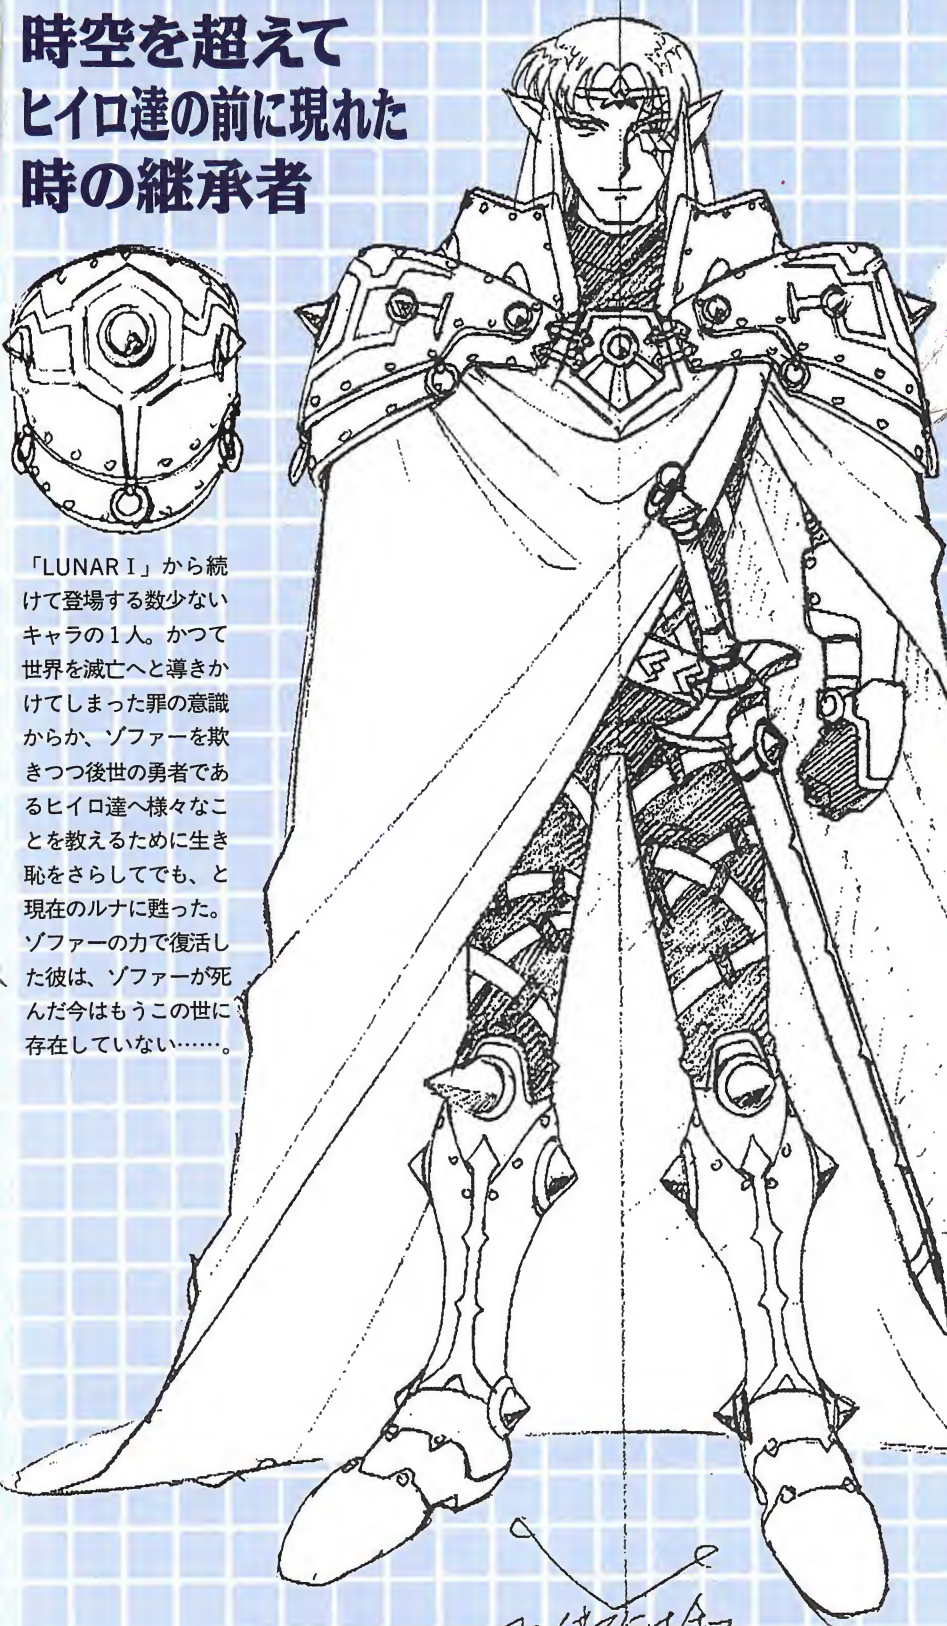 時空を超えて
ヒイロ達の前に現れた
時の継承者
「LUNAR I」から続
けて登場する数少ない
キャラの1人。かつて
世界を滅亡へと導きか
けてしまった罪の意識
からか、ゾファーを欺
きつつ後世の勇者であ
るヒイロ達へ様々なこ
とを教えるために生き
恥をさらしてでも、と
現在のルナに甦った。
ゾファーの力で復活し
た彼は、ゾファーが死
んだ今はもうこの世に
存在していない……。